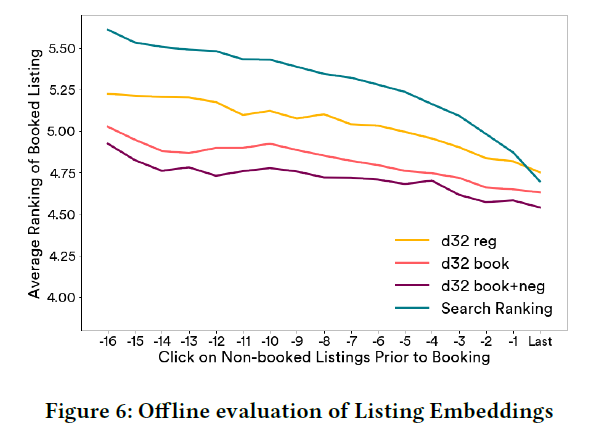 Average Ranking of Booked Listing
5.50
5.25
5.00
4.75
4.50
4.25
4.00
d32 reg
d32 book
d32 book+neg
Search Ranking
-16 -15 -14 -13 -12 -11 -10 -9 -8 -7 -6 -5 -4 -3 -2 -1 Last
Click on Non-booked Listings Prior to Booking
Figure 6: Offline evaluation of Listing Embeddings